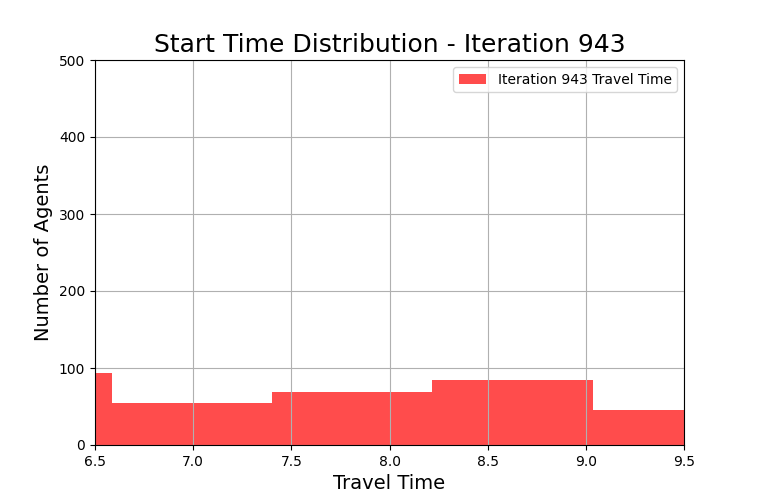 Start Time Distribution - Iteration 943
Iteration 943 Travel Time
Number of Agents
500
400
300
200
100
0
6.5 7.0 7.5 8.0 8.5 9.0 9.5
Travel Time